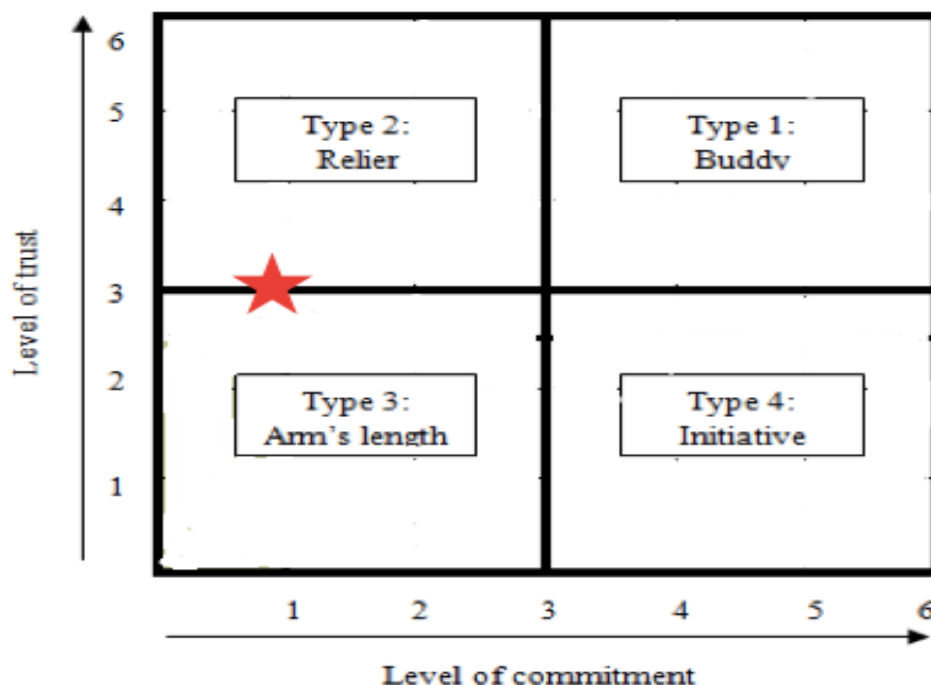 6
5
4
3
2
1
Level of trust
Type 2:
Relier
Type 1:
Buddy
Type 3:
Arm's length
Type 4:
Initiative
1 2 3 4 5 6
Level of commitment